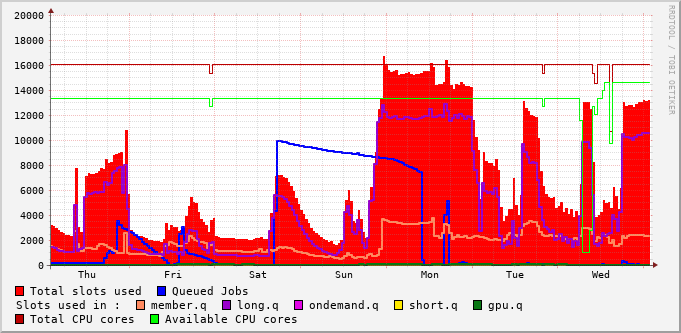 20000
18000
16000
14000
12000
10000
8000
6000
4000
2000
0
Thu Fri Sat Sun Mon Tue Wed
RRDTOOL / TOBI OETIKER
Total slots used Queued Jobs
Slots used in : member.q long.q ondemand.q short.q gpu.q
Total CPU cores Available CPU cores